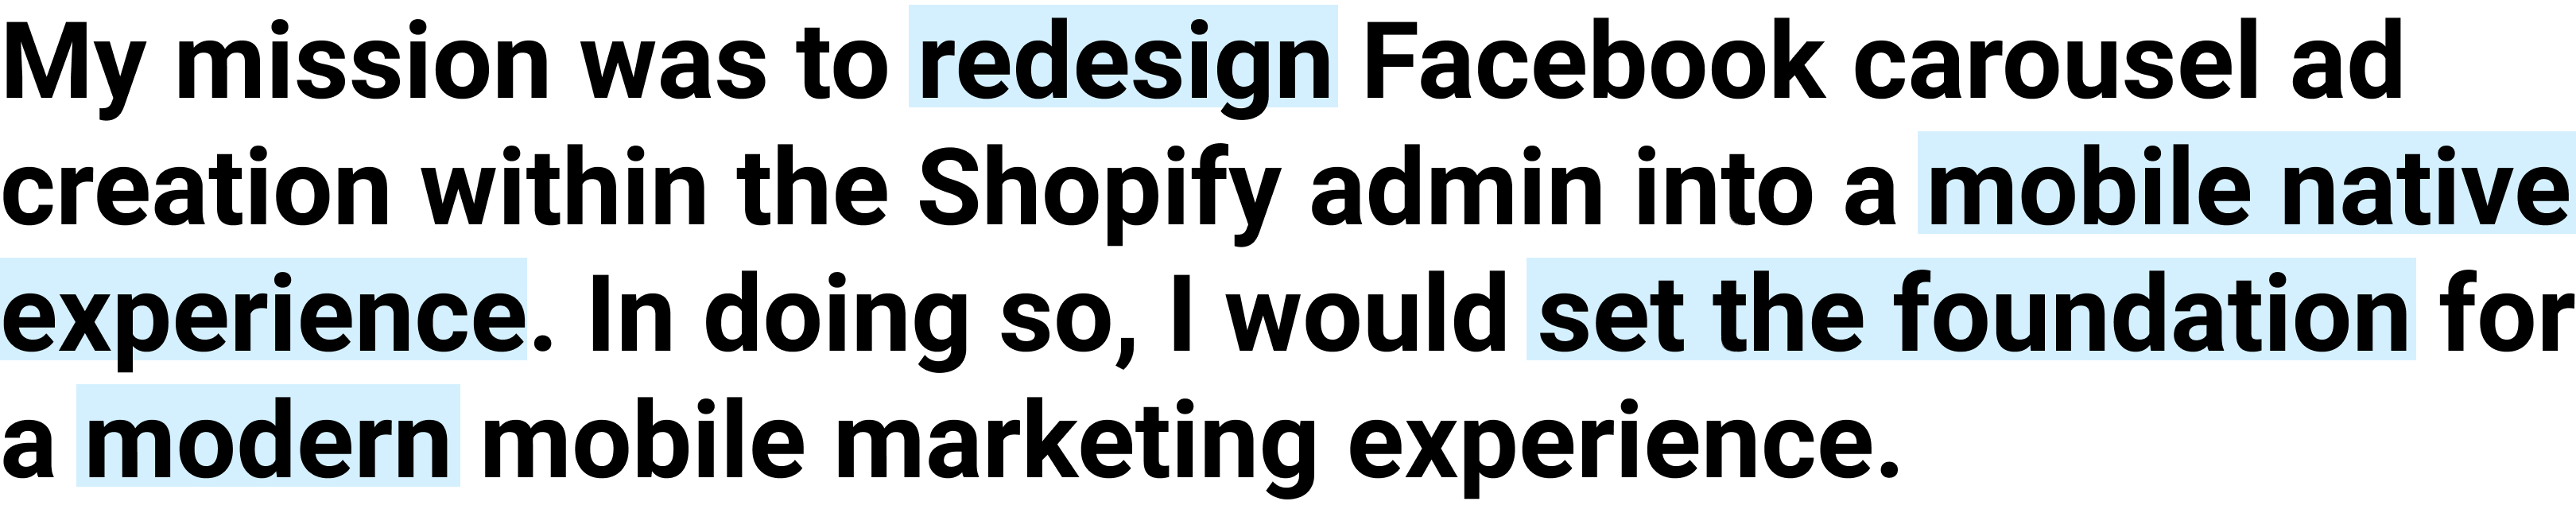 My mission was to redesign Facebook carousel ad
creation within the Shopify admin into a mobile native
experience. In doing so, I would set the foundation for
a modern mobile marketing experience.